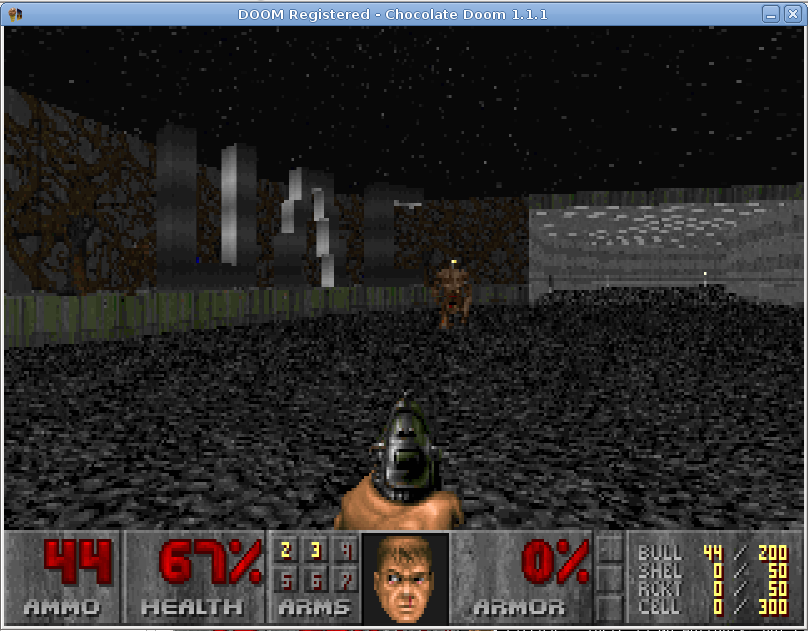 DOOM Registered - Chocolate Doom 1.1.1
44 67% 2 3 4 0% BULL 44 / 200
SHEL 0 / 50
5 6 7 RCKT 0 / 50
AMMO HEALTH ARMS ARMOR CELL 0 / 300